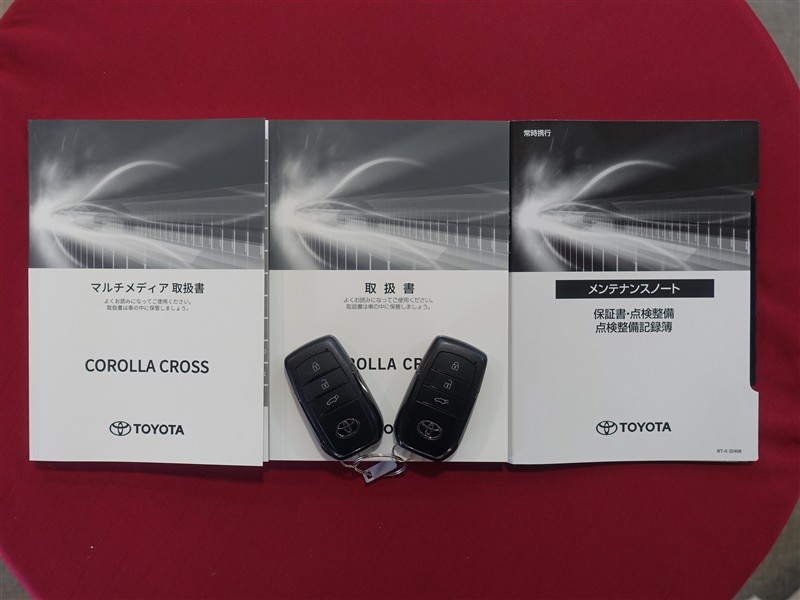 マルチメディア 取扱書
よくお読みになってご使用ください。
取扱書は車の中に保管しましょう。
COROLLA CROSS
TOYOTA
取扱書
よくお読みになってご使用ください。
取扱書は車の中に保管しましょう。
COROLLA CR
常時携行
メンテナンスノート
保証書・点検整備
点検整備記録簿
TOYOTA